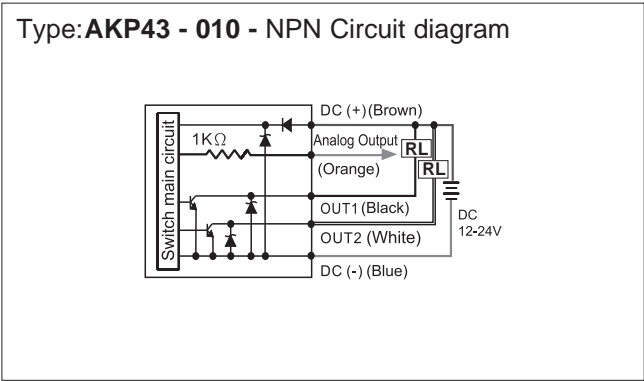 Type:AKP43 - 010 - NPN Circuit diagram
DC (+)(Brown)
1KΩ
Analog Output
RL
(Orange)
RL
Switch main circuit
OUT1 (Black)
DC
12-24V
OUT2 (White)
DC (-) (Blue)